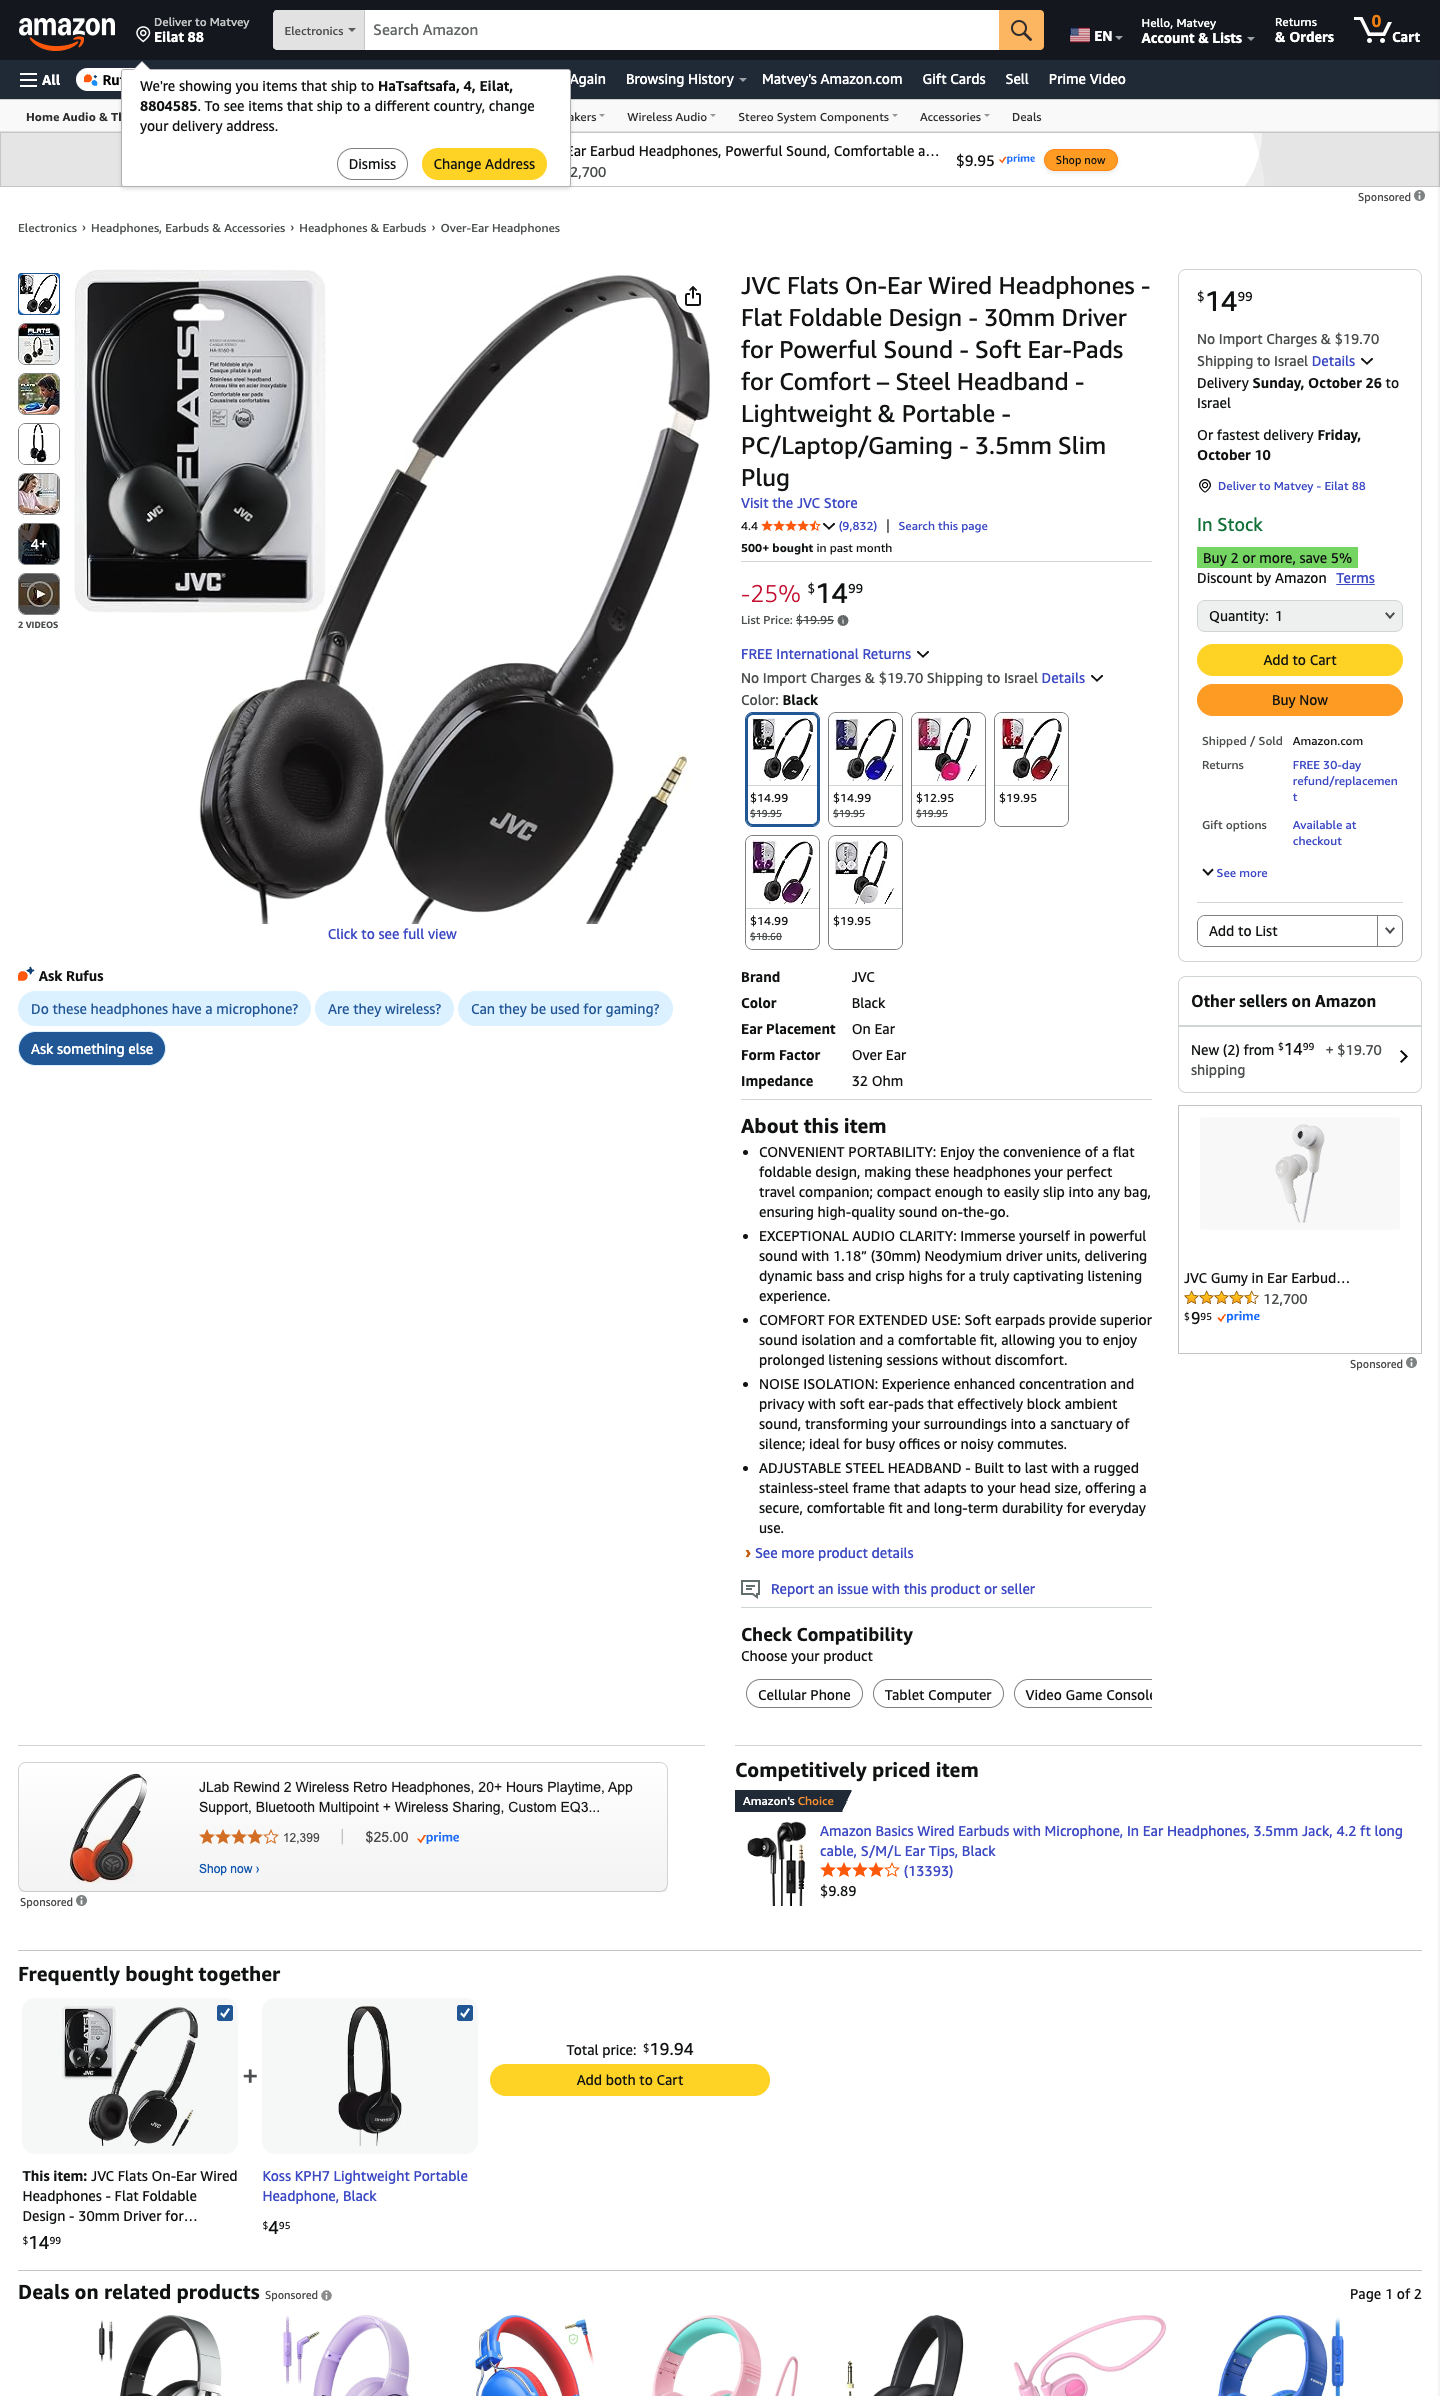 amazon
Deliver to Matvey
Eilat 88
Electronics
Search Amazon
EN
Hello, Matvey
Account & Lists
Returns
& Orders
0
Cart
All
Again
Browsing History
Matvey's Amazon.com
Gift Cards
Sell
Prime Video
We're showing you items that ship to HaTsaftsafa, 4, Eilat,
8804585. To see items that ship to a different country, change
your delivery address.
Dismiss
Change Address
Home Audio &
Wireless Audio
Stereo System Components
Accessories
Deals
Ear Earbud Headphones, Powerful Sound, Comfortable a...
2,700
$9.95 prime
Shop now
Sponsored
Electronics › Headphones, Earbuds & Accessories › Headphones & Earbuds › Over-Ear Headphones
FLATS
HA-S160-B
Flat foldable style
Casque pliable à plat
Stainless steel headband
Arceau tête en acier inoxydable
Comfortable ear pads
Coussinets confortables
JVC
JVC
JVC
JVC
4+
2 VIDEOS
Click to see full view
Ask Rufus
Do these headphones have a microphone?
Are they wireless?
Can they be used for gaming?
Ask something else
JVC Flats On-Ear Wired Headphones -
Flat Foldable Design - 30mm Driver
for Powerful Sound - Soft Ear-Pads
for Comfort – Steel Headband -
Lightweight & Portable -
PC/Laptop/Gaming - 3.5mm Slim
Plug
Visit the JVC Store
4.4 (9,832) | Search this page
500+ bought in past month
-25% $14 99
List Price: $19.95
FREE International Returns
No Import Charges & $19.70 Shipping to Israel Details
Color: Black
$14.99
$19.95
$14.99
$19.95
$12.95
$19.95
$19.95
$14.99
$18.60
$19.95
Brand JVC
Color Black
Ear Placement On Ear
Form Factor Over Ear
Impedance 32 Ohm
About this item
• CONVENIENT PORTABILITY: Enjoy the convenience of a flat
foldable design, making these headphones your perfect
travel companion; compact enough to easily slip into any bag,
ensuring high-quality sound on-the-go.
• EXCEPTIONAL AUDIO CLARITY: Immerse yourself in powerful
sound with 1.18” (30mm) Neodymium driver units, delivering
dynamic bass and crisp highs for a truly captivating listening
experience.
• COMFORT FOR EXTENDED USE: Soft earpads provide superior
sound isolation and a comfortable fit, allowing you to enjoy
prolonged listening sessions without discomfort.
• NOISE ISOLATION: Experience enhanced concentration and
privacy with soft ear-pads that effectively block ambient
sound, transforming your surroundings into a sanctuary of
silence; ideal for busy offices or noisy commutes.
• ADJUSTABLE STEEL HEADBAND - Built to last with a rugged
stainless-steel frame that adapts to your head size, offering a
secure, comfortable fit and long-term durability for everyday
use.
› See more product details
Report an issue with this product or seller
Check Compatibility
Choose your product
Cellular Phone
Tablet Computer
Video Game Console
$14 99
No Import Charges & $19.70
Shipping to Israel Details
Delivery Sunday, October 26 to
Israel
Or fastest delivery Friday,
October 10
Deliver to Matvey - Eilat 88
In Stock
Buy 2 or more, save 5%
Discount by Amazon Terms
Quantity: 1
Add to Cart
Buy Now
Shipped / Sold Amazon.com
Returns FREE 30-day
refund/replacemen
t
Gift options Available at
checkout
See more
Add to List
Other sellers on Amazon
New (2) from $14 99 + $19.70
shipping
JVC Gumy in Ear Earbud...
12,700
$9 95 prime
Sponsored
JLab Rewind 2 Wireless Retro Headphones, 20+ Hours Playtime, App
Support, Bluetooth Multipoint + Wireless Sharing, Custom EQ3...
12,399 | $25.00 prime
Shop now ›
Sponsored
Competitively priced item
Amazon's Choice
Amazon Basics Wired Earbuds with Microphone, In Ear Headphones, 3.5mm Jack, 4.2 ft long
cable, S/M/L Ear Tips, Black
(13393)
$9.89
Frequently bought together
+
Total price: $19.94
Add both to Cart
This item: JVC Flats On-Ear Wired
Headphones - Flat Foldable
Design - 30mm Driver for...
$14 99
Koss KPH7 Lightweight Portable
Headphone, Black
$4 95
Deals on related products Sponsored
Page 1 of 2